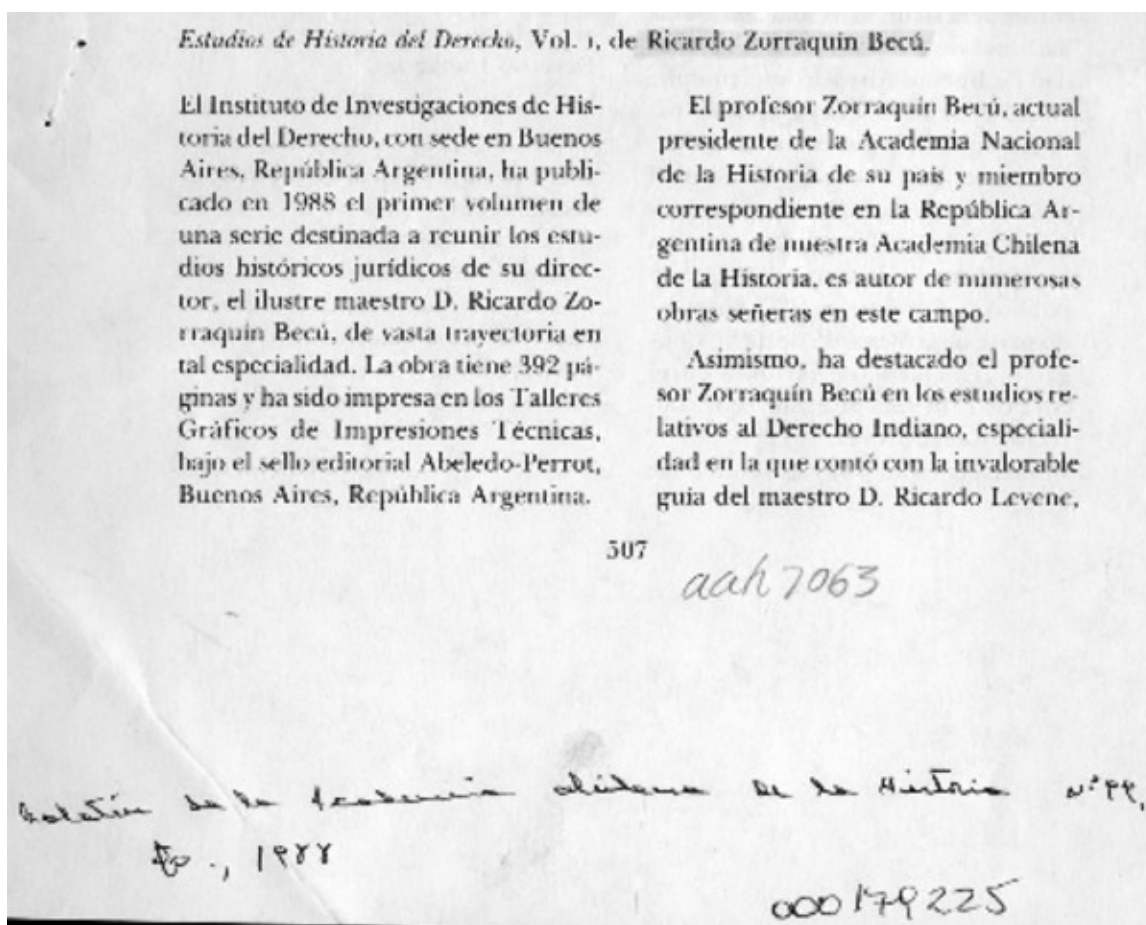 Estudios de Historia del Derecho, Vol. 1, de Ricardo Zorraquín Becú.
El Instituto de Investigaciones de His-
toria del Derecho, con sede en Buenos
Aires, República Argentina, ha publi-
cado en 1988 el primer volumen de
una serie destinada a reunir los estu-
dios históricos jurídicos de su direc-
tor, el ilustre maestro D. Ricardo Zo-
rraquín Becú, de vasta trayectoria en
tal especialidad. La obra tiene 392 pá-
ginas y ha sido impresa en los Talleres
Gráficos de Impresiones Técnicas,
bajo el sello editorial Abeledo-Perrot,
Buenos Aires, República Argentina.
El profesor Zorraquín Becú, actual
presidente de la Academia Nacional
de la Historia de su país y miembro
correspondiente en la República Ar-
gentina de nuestra Academia Chilena
de la Historia, es autor de numerosas
obras señeras en este campo.
Asimismo, ha destacado el profe-
sor Zorraquín Becú en los estudios re-
lativos al Derecho Indiano, especiali-
dad en la que contó con la invalorable
guía del maestro D. Ricardo Levene,
507
aah 7063
Boletín de la Academia chilena de la Historia N° 99,
Stgo., 1988
000179225